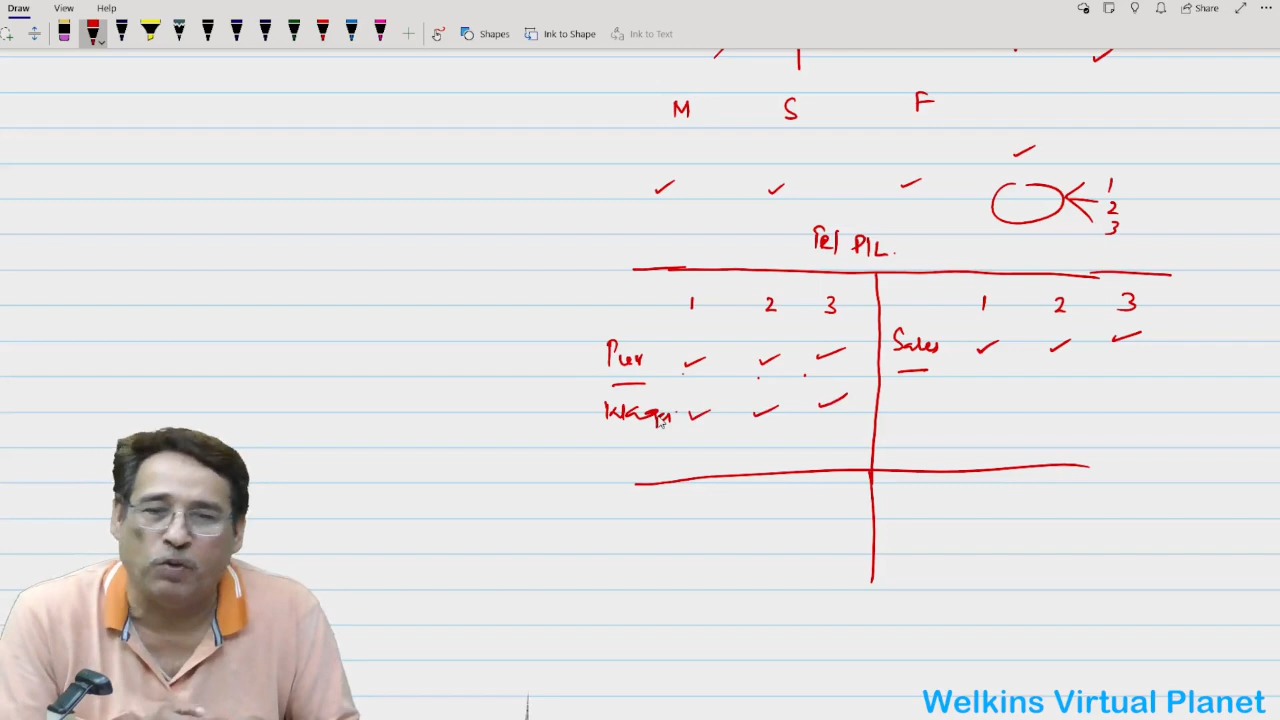 Draw View Help
Shapes Ink to Shape Ink to Text Share
M S F
1
2
3
Tr/ P/L.
1 2 3 1 2 3
Pur Sales
Wages
Welkins Virtual Planet